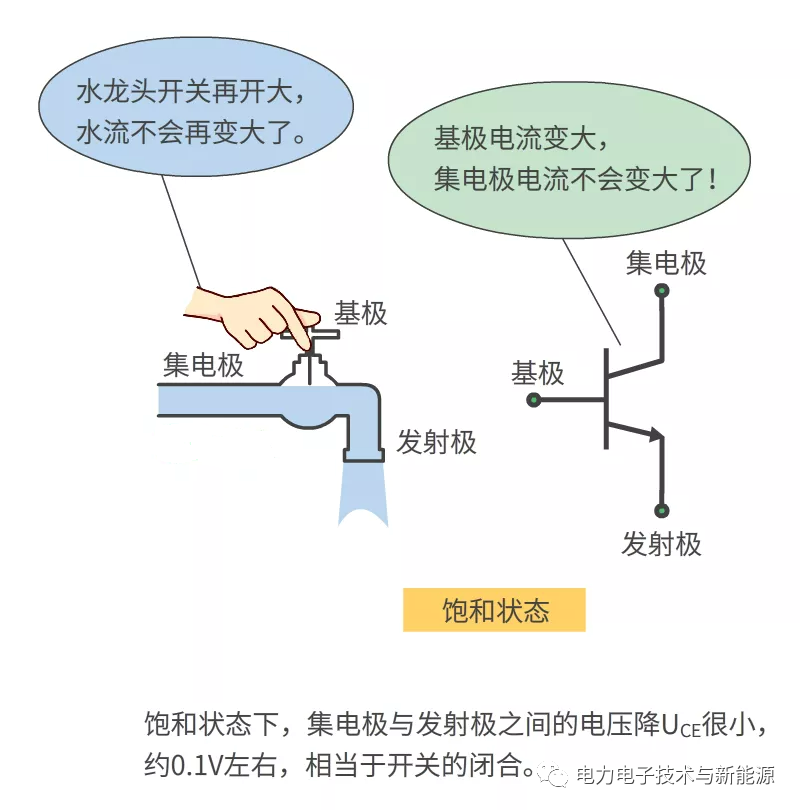 水龙头开关再开大，
水流不会再变大了。
基极电流变大，
集电极电流不会变大了！
集电极
基极
集电极
基极
发射极
发射极
饱和状态
饱和状态下，集电极与发射极之间的电压降UCE很小，
约0.1V左右，相当于开关的闭合。
电力电子技术与新能源